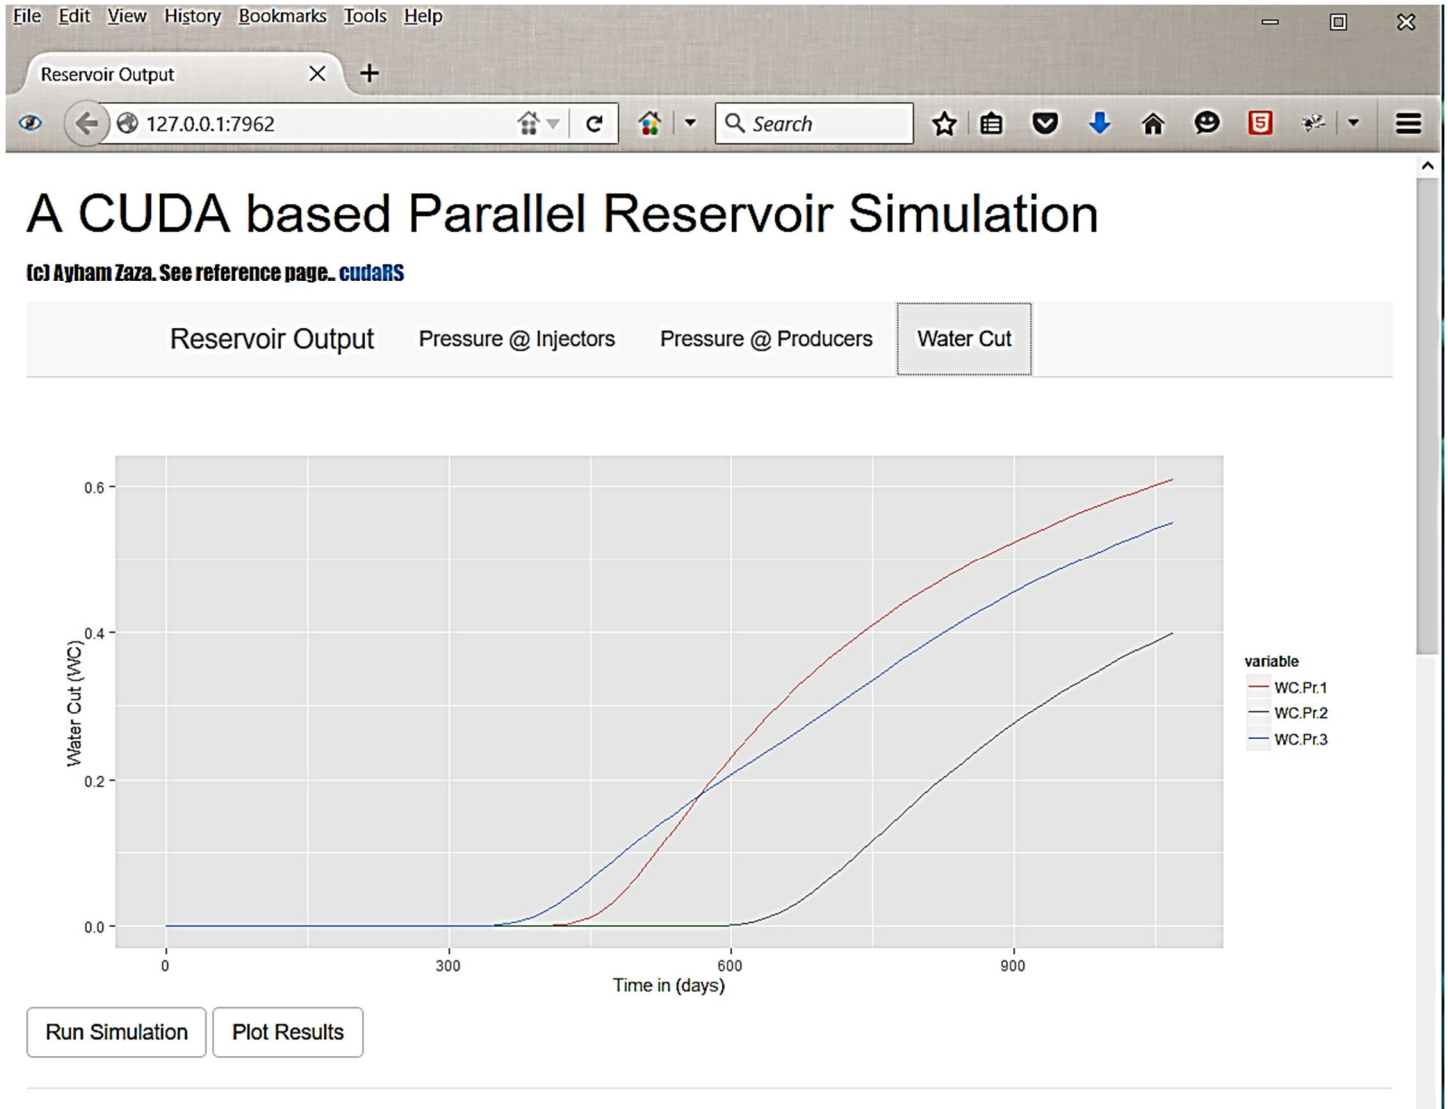 File Edit View History Bookmarks Tools Help
Reservoir Output
127.0.0.1:7962
Search
5
A CUDA based Parallel Reservoir Simulation
(c) Ayham Zaza. See reference page.. cudaRS
Reservoir Output Pressure @ Injectors Pressure @ Producers Water Cut
0.6
0.4
0.2
0.0
Water Cut (WC)
0 300 600 900
Time in (days)
variable
WC.Pr.1
WC.Pr.2
WC.Pr.3
Run Simulation Plot Results